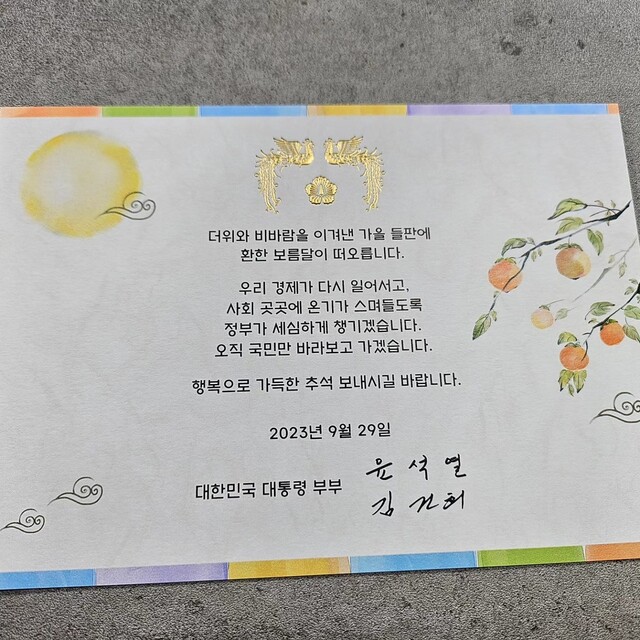 더위와 비바람을 이겨낸 가을 들판에
환한 보름달이 떠오릅니다.
우리 경제가 다시 일어서고,
사회 곳곳에 온기가 스며들도록
정부가 세심하게 챙기겠습니다.
오직 국민만 바라보고 가겠습니다.
행복으로 가득한 추석 보내시길 바랍니다.
2023년 9월 29일
대한민국 대통령 부부 윤석열
김건희